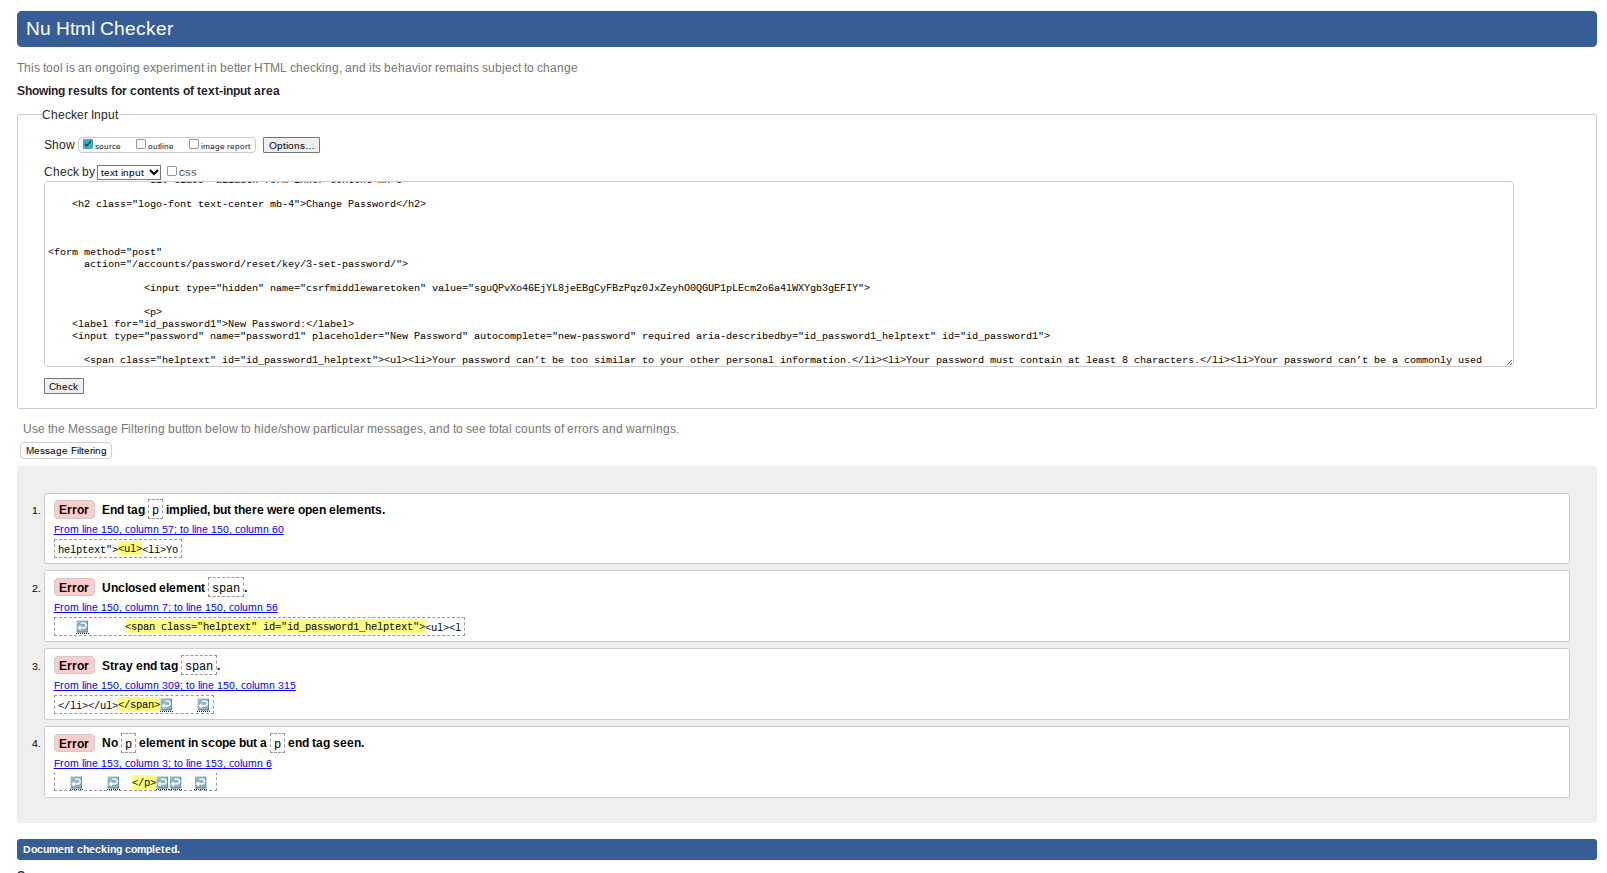 Nu Html Checker
This tool is an ongoing experiment in better HTML checking, and its behavior remains subject to change
Showing results for contents of text-input area
Checker Input
Show source outline image report Options...
Check by text input css
<h2 class="logo-font text-center mb-4">Change Password</h2>
<form method="post"
action="/accounts/password/reset/key/3-set-password/">
<input type="hidden" name="csrfmiddlewaretoken" value="sguQPvXo46EjYL8jeEBgCyFBzPqz0JxZeyhO0QGUP1pLEcm2o6a4lWXYgb3gEFIY">
<p>
<label for="id_password1">New Password:</label>
<input type="password" name="password1" placeholder="New Password" autocomplete="new-password" required aria-describedby="id_password1_helptext" id="id_password1">
<span class="helptext" id="id_password1_helptext"><ul><li>Your password can’t be too similar to your other personal information.</li><li>Your password must contain at least 8 characters.</li><li>Your password can’t be a commonly used
Check
Use the Message Filtering button below to hide/show particular messages, and to see total counts of errors and warnings.
Message Filtering
1. Error End tag p implied, but there were open elements.
From line 150, column 57; to line 150, column 60
helptext"><ul><li>Yo
2. Error Unclosed element span.
From line 150, column 7; to line 150, column 56
<span class="helptext" id="id_password1_helptext"><ul><l
3. Error Stray end tag span.
From line 150, column 309; to line 150, column 315
</li></ul></span>
4. Error No p element in scope but a p end tag seen.
From line 153, column 3; to line 153, column 6
</p>
Document checking completed.